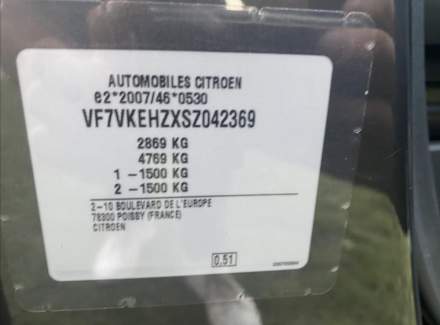 AUTOMOBILES CITROEN
e2*2007/46*0530
VF7VKEHZXSZ042369
2869 KG
4769 KG
1 -1500 KG
2 -1500 KG
2-10 BOULEVARD DE L'EUROPE
78300 POISSY (FRANCE)
CITROEN
0.51